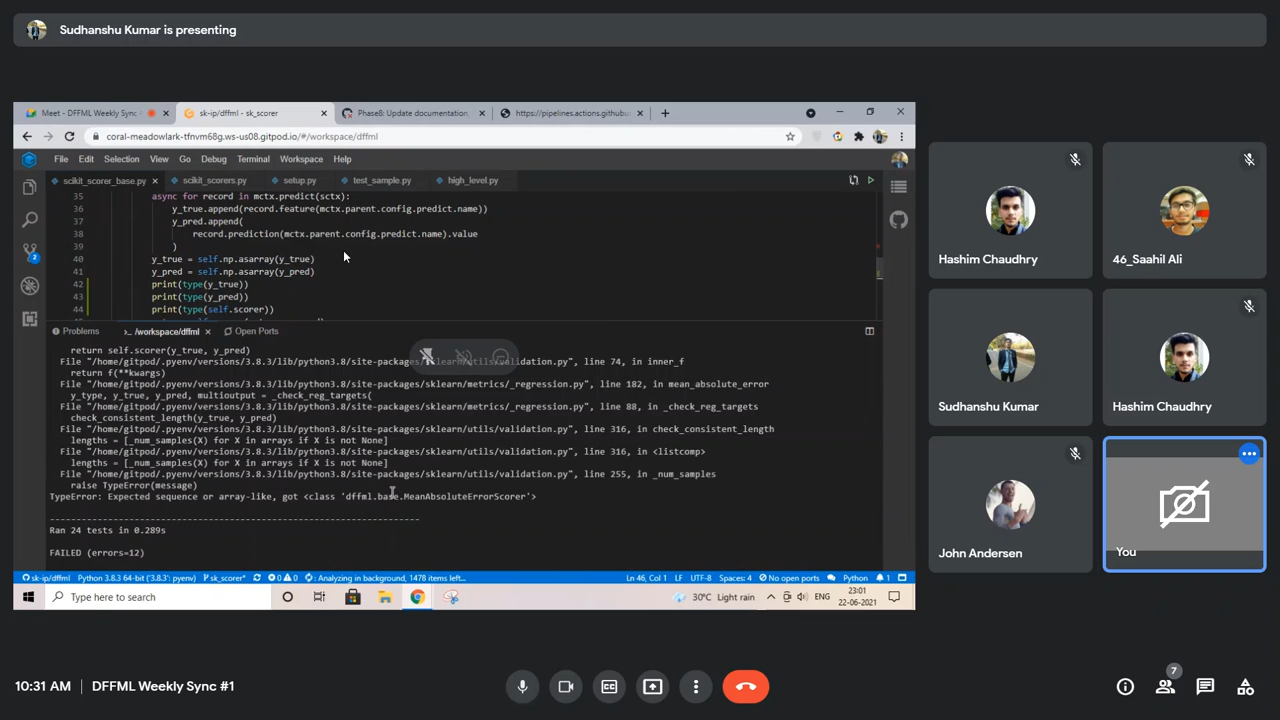 Sudhanshu Kumar is presenting
Meet - DFFML Weekly Sync
sk-ip/dffml - sk_scorer
Phase8: Update documentation,
https://pipelines.actions.githubu
coral-meadowlark-tfnvm68g.ws-us08.gitpod.io/#/workspace/dffml
File Edit Selection View Go Debug Terminal Workspace Help
scikit_scorer_base.py scikit_scorers.py setup.py test_sample.py high_level.py
35 async for record in mctx.predict(sctx):
36 y_true.append(record.feature(mctx.parent.config.predict.name))
37 y_pred.append(
38 record.prediction(mctx.parent.config.predict.name).value
39 )
40 y_true = self.np.asarray(y_true)
41 y_pred = self.np.asarray(y_pred)
42 print(type(y_true))
43 print(type(y_pred))
44 print(type(self.scorer))
Problems >_ /workspace/dffml Open Ports
return self.scorer(y_true, y_pred)
File "/home/gitpod/.pyenv/versions/3.8.3/lib/python3.8/site-packages/sklearn/utils/validation.py", line 74, in inner_f
return f(**kwargs)
File "/home/gitpod/.pyenv/versions/3.8.3/lib/python3.8/site-packages/sklearn/metrics/_regression.py", line 182, in mean_absolute_error
y_type, y_true, y_pred, multioutput = _check_reg_targets(
File "/home/gitpod/.pyenv/versions/3.8.3/lib/python3.8/site-packages/sklearn/metrics/_regression.py", line 88, in _check_reg_targets
check_consistent_length(y_true, y_pred)
File "/home/gitpod/.pyenv/versions/3.8.3/lib/python3.8/site-packages/sklearn/utils/validation.py", line 316, in check_consistent_length
lengths = [_num_samples(X) for X in arrays if X is not None]
File "/home/gitpod/.pyenv/versions/3.8.3/lib/python3.8/site-packages/sklearn/utils/validation.py", line 316, in <listcomp>
lengths = [_num_samples(X) for X in arrays if X is not None]
File "/home/gitpod/.pyenv/versions/3.8.3/lib/python3.8/site-packages/sklearn/utils/validation.py", line 255, in _num_samples
raise TypeError(message)
TypeError: Expected sequence or array-like, got <class 'dffml.base.MeanAbsoluteErrorScorer'>
----------------------------------------------------------------------
Ran 24 tests in 0.289s
FAILED (errors=12)
2
sk-ip/dffml Python 3.8.3 64-bit ('3.8.3': pyenv) sk_scorer* 0 0 Analyzing in background, 1478 items left... Ln 46, Col 1 LF UTF-8 Spaces: 4 No open ports Python 1
Type here to search
30°C Light rain
ENG
23:01
22-06-2021
Hashim Chaudhry
46_Saahil Ali
Sudhanshu Kumar
Hashim Chaudhry
John Andersen
You
10:31 AM DFFML Weekly Sync #1
7